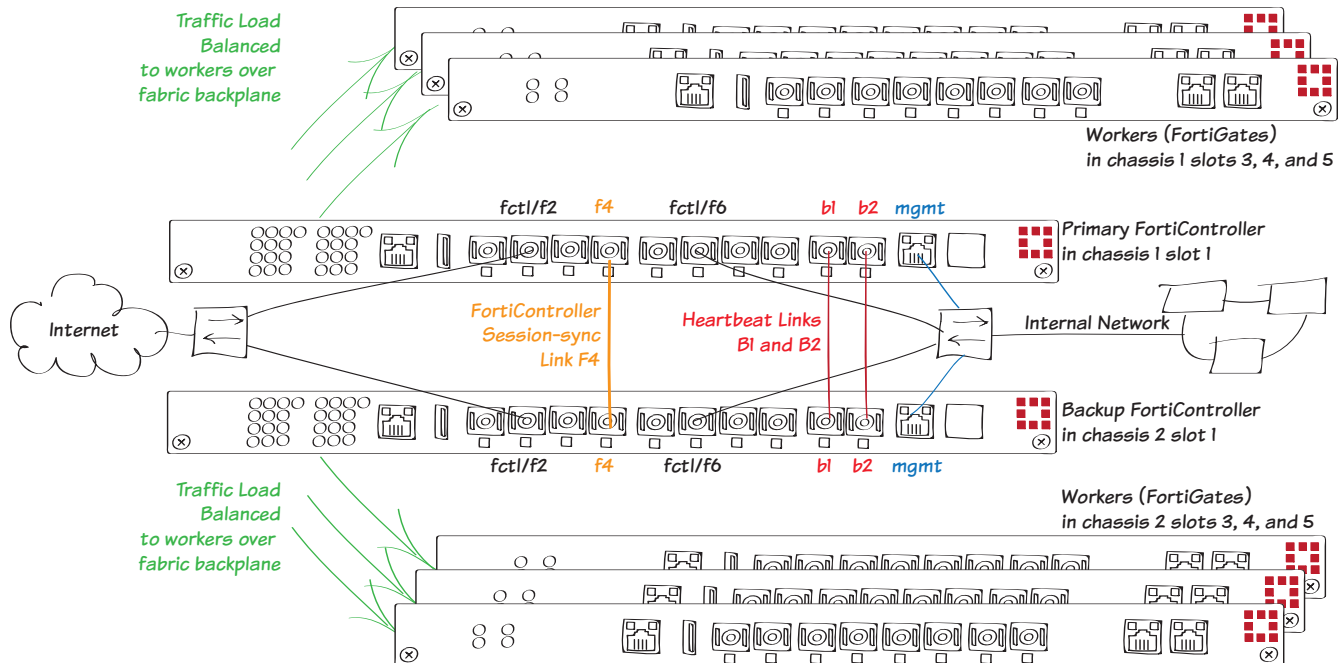 Traffic Load
Balanced
to workers over
fabric backplane
Workers (FortiGates)
in chassis 1 slots 3, 4, and 5
fctl/f2
f4
fctl/f6
b1
b2
mgmt
Primary FortiController
in chassis 1 slot 1
Internet
FortiController
Session-sync
Link F4
Heartbeat Links
B1 and B2
Internal Network
Backup FortiController
in chassis 2 slot 1
fctl/f2
f4
fctl/f6
b1
b2
mgmt
Traffic Load
Balanced
to workers over
fabric backplane
Workers (FortiGates)
in chassis 2 slots 3, 4, and 5